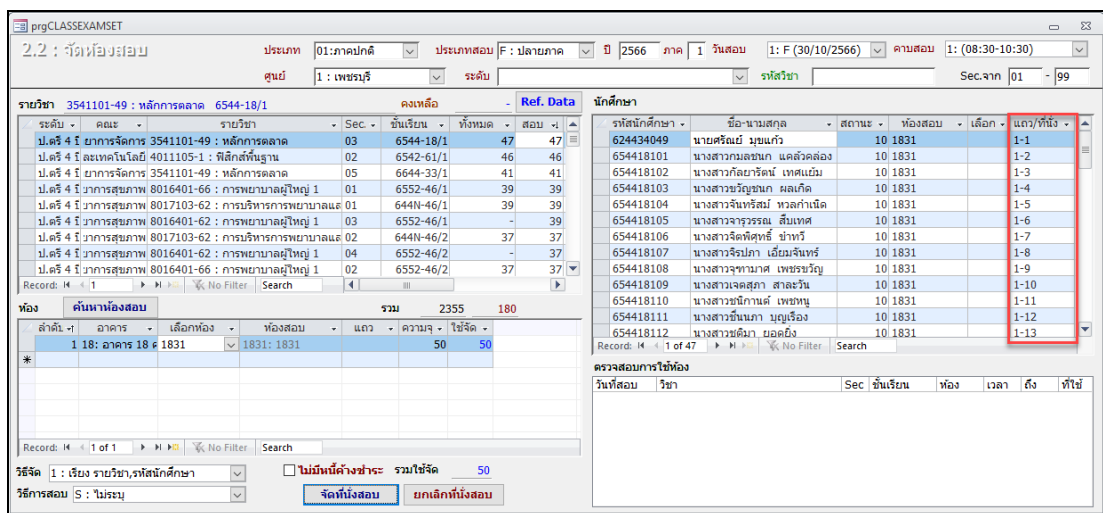 prgCLASSEXAMSET
2.2 : จัดห้องสอบ ประเภท 01:ภาคปกติ ประเภทสอบ F : ปลายภาค ปี 2566 ภาค 1 วันสอบ 1: F (30/10/2566) คาบสอบ 1: (08:30-10:30)
ศูนย์ 1 : เพชรบุรี ระดับ รหัสวิชา Sec.จาก 01 - 99
รายวิชา 3541101-49 : หลักการตลาด 6544-18/1 คงเหลือ - Ref. Data
ระดับ คณะ รายวิชา Sec. ชั้นเรียน ทั้งหมด สอบ
ป.ตรี 4 ปี ยาการจัดการ 3541101-49 : หลักการตลาด 03 6544-18/1 47 47
ป.ตรี 4 ปี ละเทคโนโลยี 4011105-1 : ฟิสิกส์พื้นฐาน 02 6542-61/1 46 46
ป.ตรี 4 ปี ยาการจัดการ 3541101-49 : หลักการตลาด 05 6644-33/1 41 41
ป.ตรี 4 ปี าการสุขภาพ 8016401-66 : การพยาบาลผู้ใหญ่ 1 01 6552-46/1 39 39
ป.ตรี 4 ปี าการสุขภาพ 8017103-62 : การบริหารการพยาบาลแล 01 644N-46/1 39 39
ป.ตรี 4 ปี าการสุขภาพ 8016401-62 : การพยาบาลผู้ใหญ่ 1 03 6552-46/1 - 39
ป.ตรี 4 ปี าการสุขภาพ 8017103-62 : การบริหารการพยาบาลแล 02 644N-46/2 37 37
ป.ตรี 4 ปี าการสุขภาพ 8016401-62 : การพยาบาลผู้ใหญ่ 1 04 6552-46/2 - 37
ป.ตรี 4 ปี าการสุขภาพ 8016401-66 : การพยาบาลผู้ใหญ่ 1 02 6552-46/2 37 37
Record: 1 No Filter Search
ห้อง ค้นหาห้องสอบ รวม 2355 180
ลำดับ อาคาร เลือกห้อง ห้องสอบ แถว ความจุ ใช้จัด
1 18: อาคาร 18 1831 1831: 1831 50 50
Record: 1 of 1 No Filter Search
วิธีจัด 1 : เรียง รายวิชา,รหัสนักศึกษา ไม่มีหนี้ค้างชำระ รวมใช้จัด 50
วิธีการสอบ S : ไม่ระบุ จัดที่นั่งสอบ ยกเลิกที่นั่งสอบ
นักศึกษา
รหัสนักศึกษา ชื่อ-นามสกุล สถานะ ห้องสอบ เลือก แถว/ที่นั่ง
624434049 นายศรัณย์ มุขแก้ว 10 1831 1-1
654418101 นางสาวกมลชนก แคล้วคล่อง 10 1831 1-2
654418102 นางสาวกัลยารัตน์ เทศแย้ม 10 1831 1-3
654418103 นางสาวขวัญชนก ผลเกิด 10 1831 1-4
654418104 นางสาวจันทรัสม์ หวลกำเนิด 10 1831 1-5
654418105 นางสาวจารุวรรณ สืบเทศ 10 1831 1-6
654418106 นางสาวจิตพิศุทธิ์ ขำทวี 10 1831 1-7
654418107 นางสาวจิรปภา เอี่ยมจันทร์ 10 1831 1-8
654418108 นางสาวจุฑามาศ เพชรขวัญ 10 1831 1-9
654418109 นางสาวเจตสุภา สาละวัน 10 1831 1-10
654418110 นางสาวชนิกานต์ เพชหนู 10 1831 1-11
654418111 นางสาวชื่นนภา บุญเรือง 10 1831 1-12
654418112 นางสาวชุติมา ยอดยิ่ง 10 1831 1-13
Record: 1 of 47 No Filter Search
ตรวจสอบการใช้ห้อง
วันที่สอบ วิชา Sec ชั้นเรียน ห้อง เวลา ถึง ที่ใช้